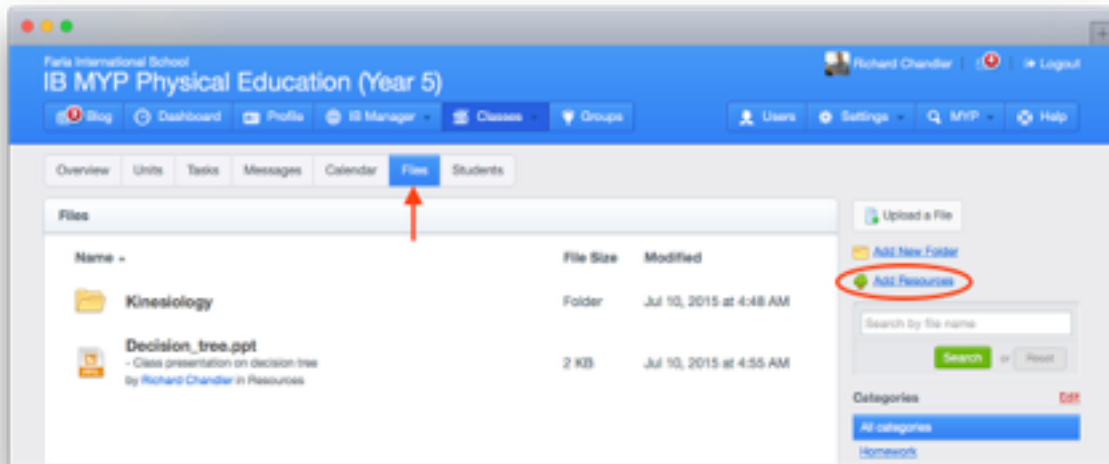 Faria International School
IB MYP Physical Education (Year 5)
Richard Chandler
Logout
Blog
Dashboard
Profile
IB Manager
Classes
Groups
Users
Settings
MYP
Help
Overview
Units
Tasks
Messages
Calendar
Files
Students
Files
Upload a File
Name
File Size
Modified
Add New Folder
Add Resources
Kinesiology
Folder
Jul 10, 2015 at 4:48 AM
Search by file name
Search or Reset
Decision_tree.ppt
- Class presentation on decision tree
by Richard Chandler in Resources
2 KB
Jul 10, 2015 at 4:55 AM
Categories
Edit
All categories
Homework